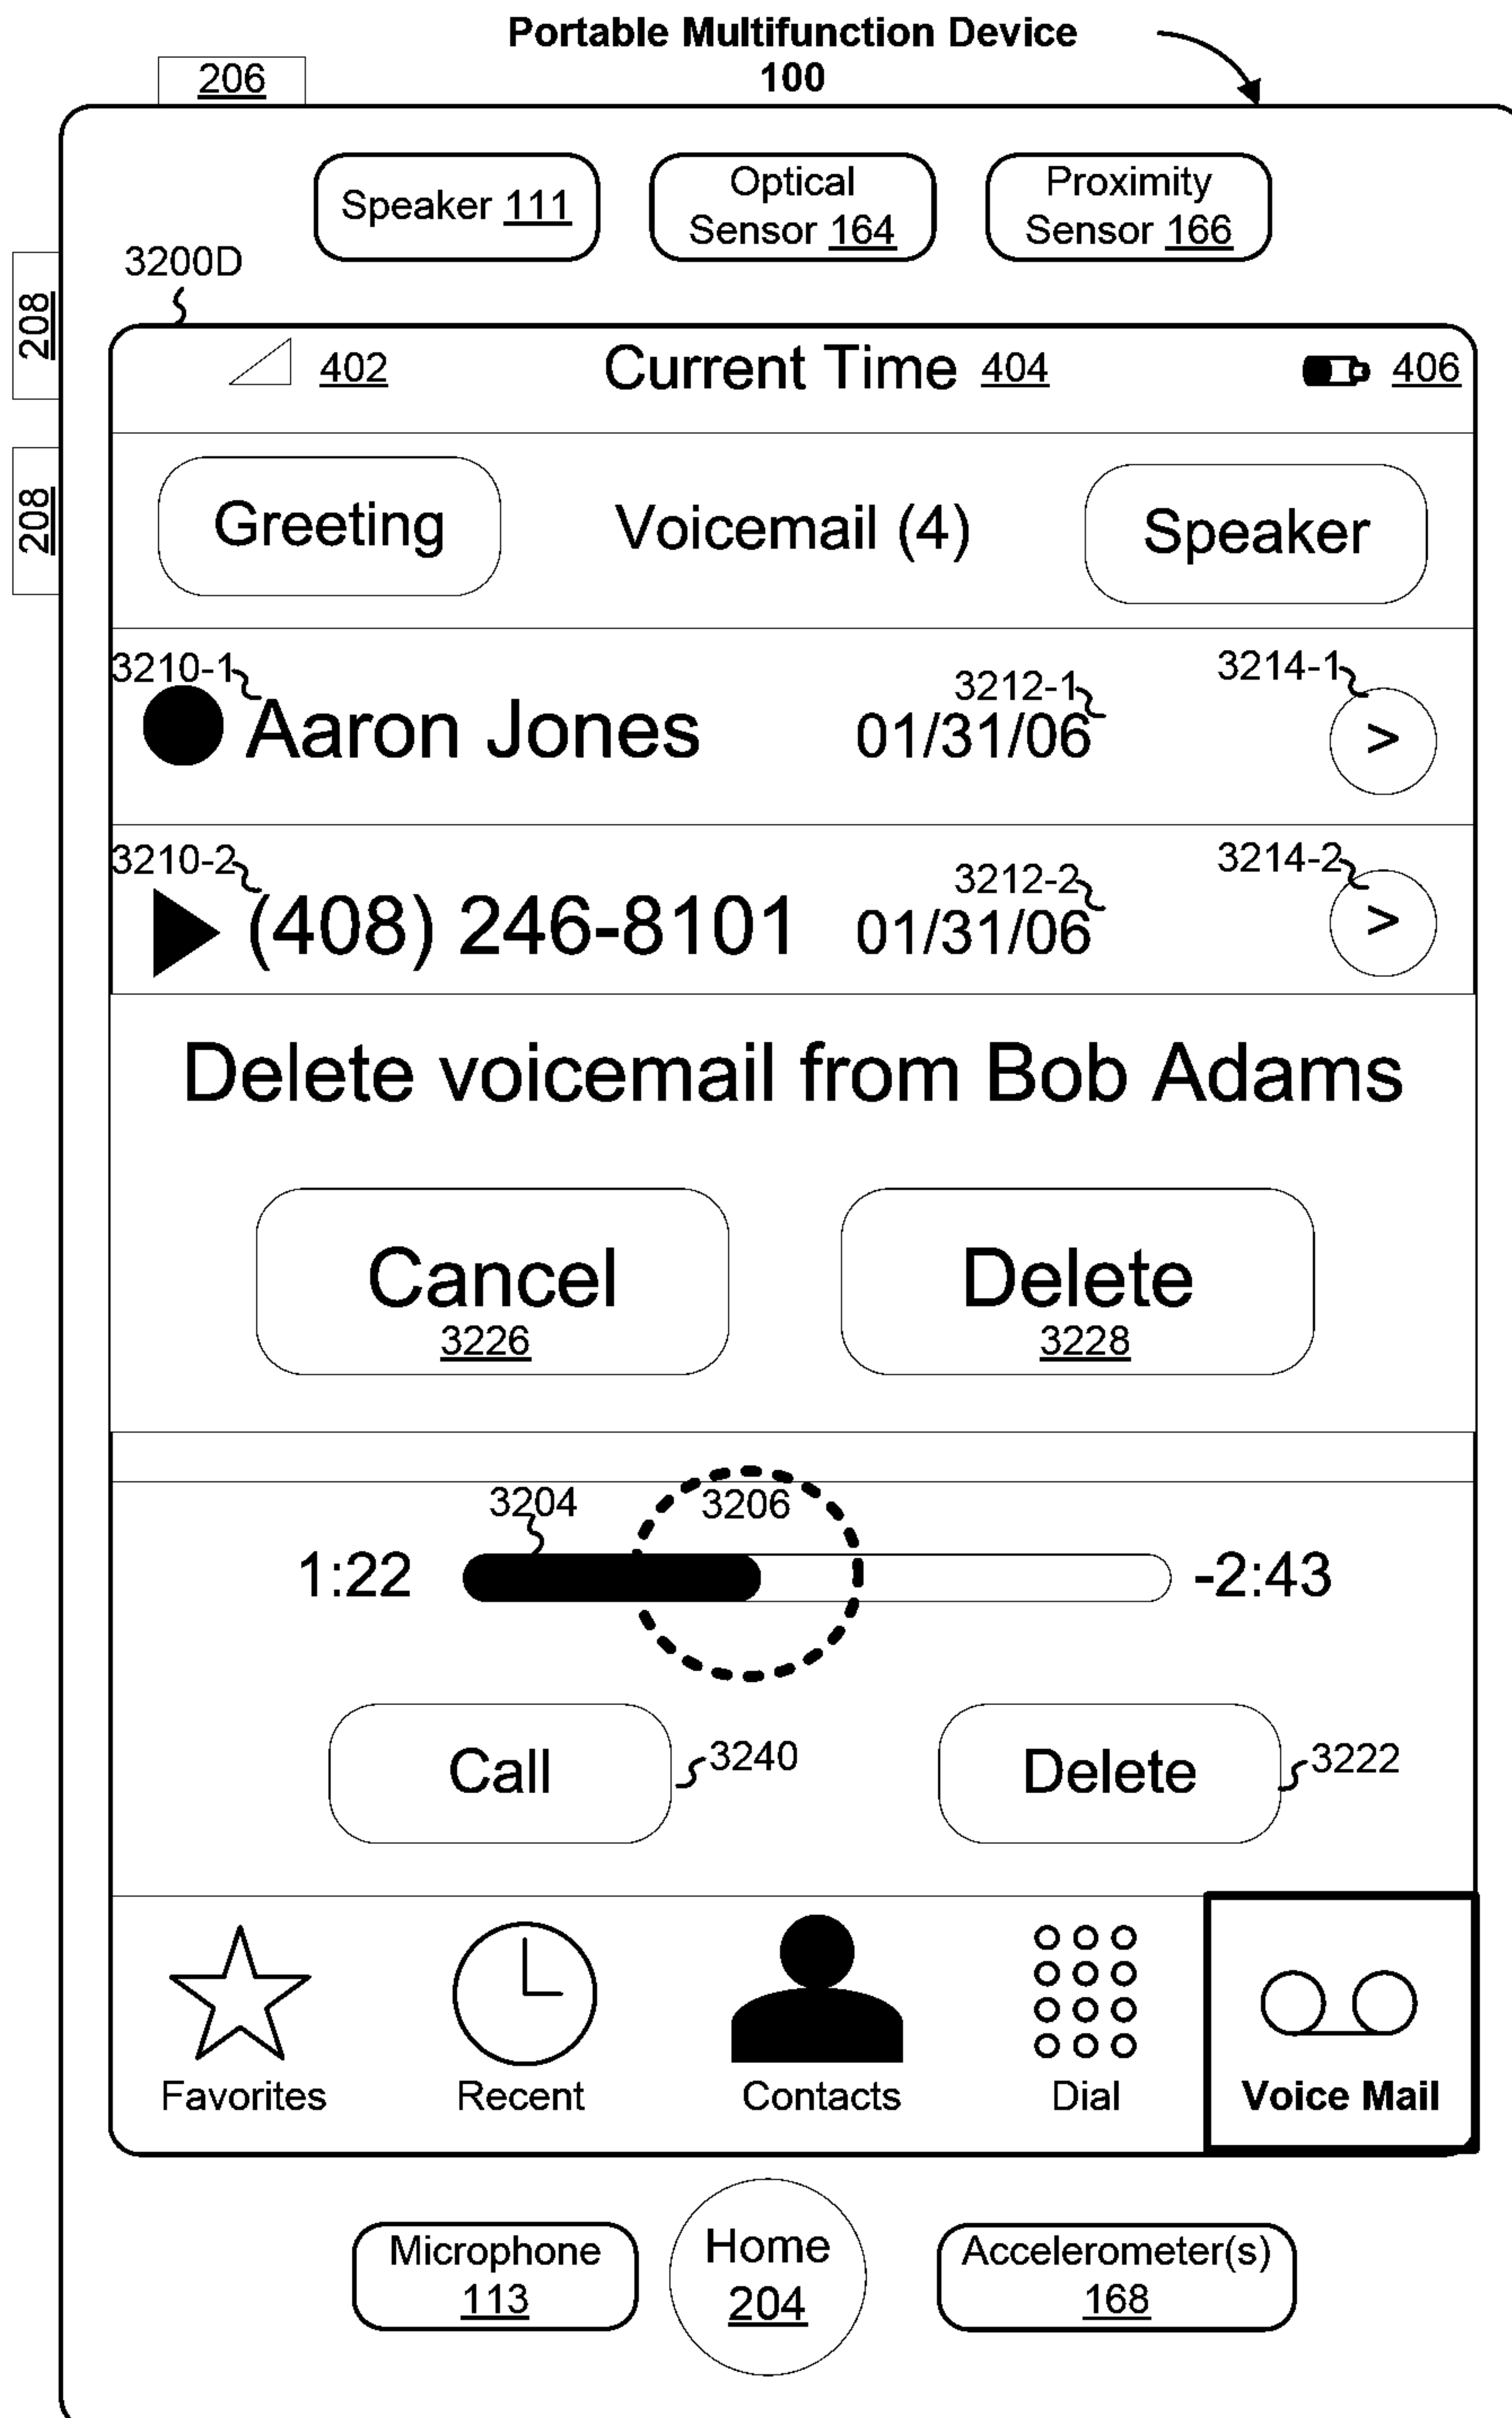 Portable Multifunction Device
100
206
Speaker 111
Optical
Sensor 164
Proximity
Sensor 166
3200D
208
208
402
Current Time 404
406
Greeting
Voicemail (4)
Speaker
3210-1
3212-1
3214-1
Aaron Jones
01/31/06
>
3210-2
3212-2
3214-2
(408) 246-8101
01/31/06
>
Delete voicemail from Bob Adams
Cancel
3226
Delete
3228
3204
3206
1:22
-2:43
Call
3240
Delete
3222
Favorites
Recent
Contacts
Dial
Voice Mail
Microphone
113
Home
204
Accelerometer(s)
168